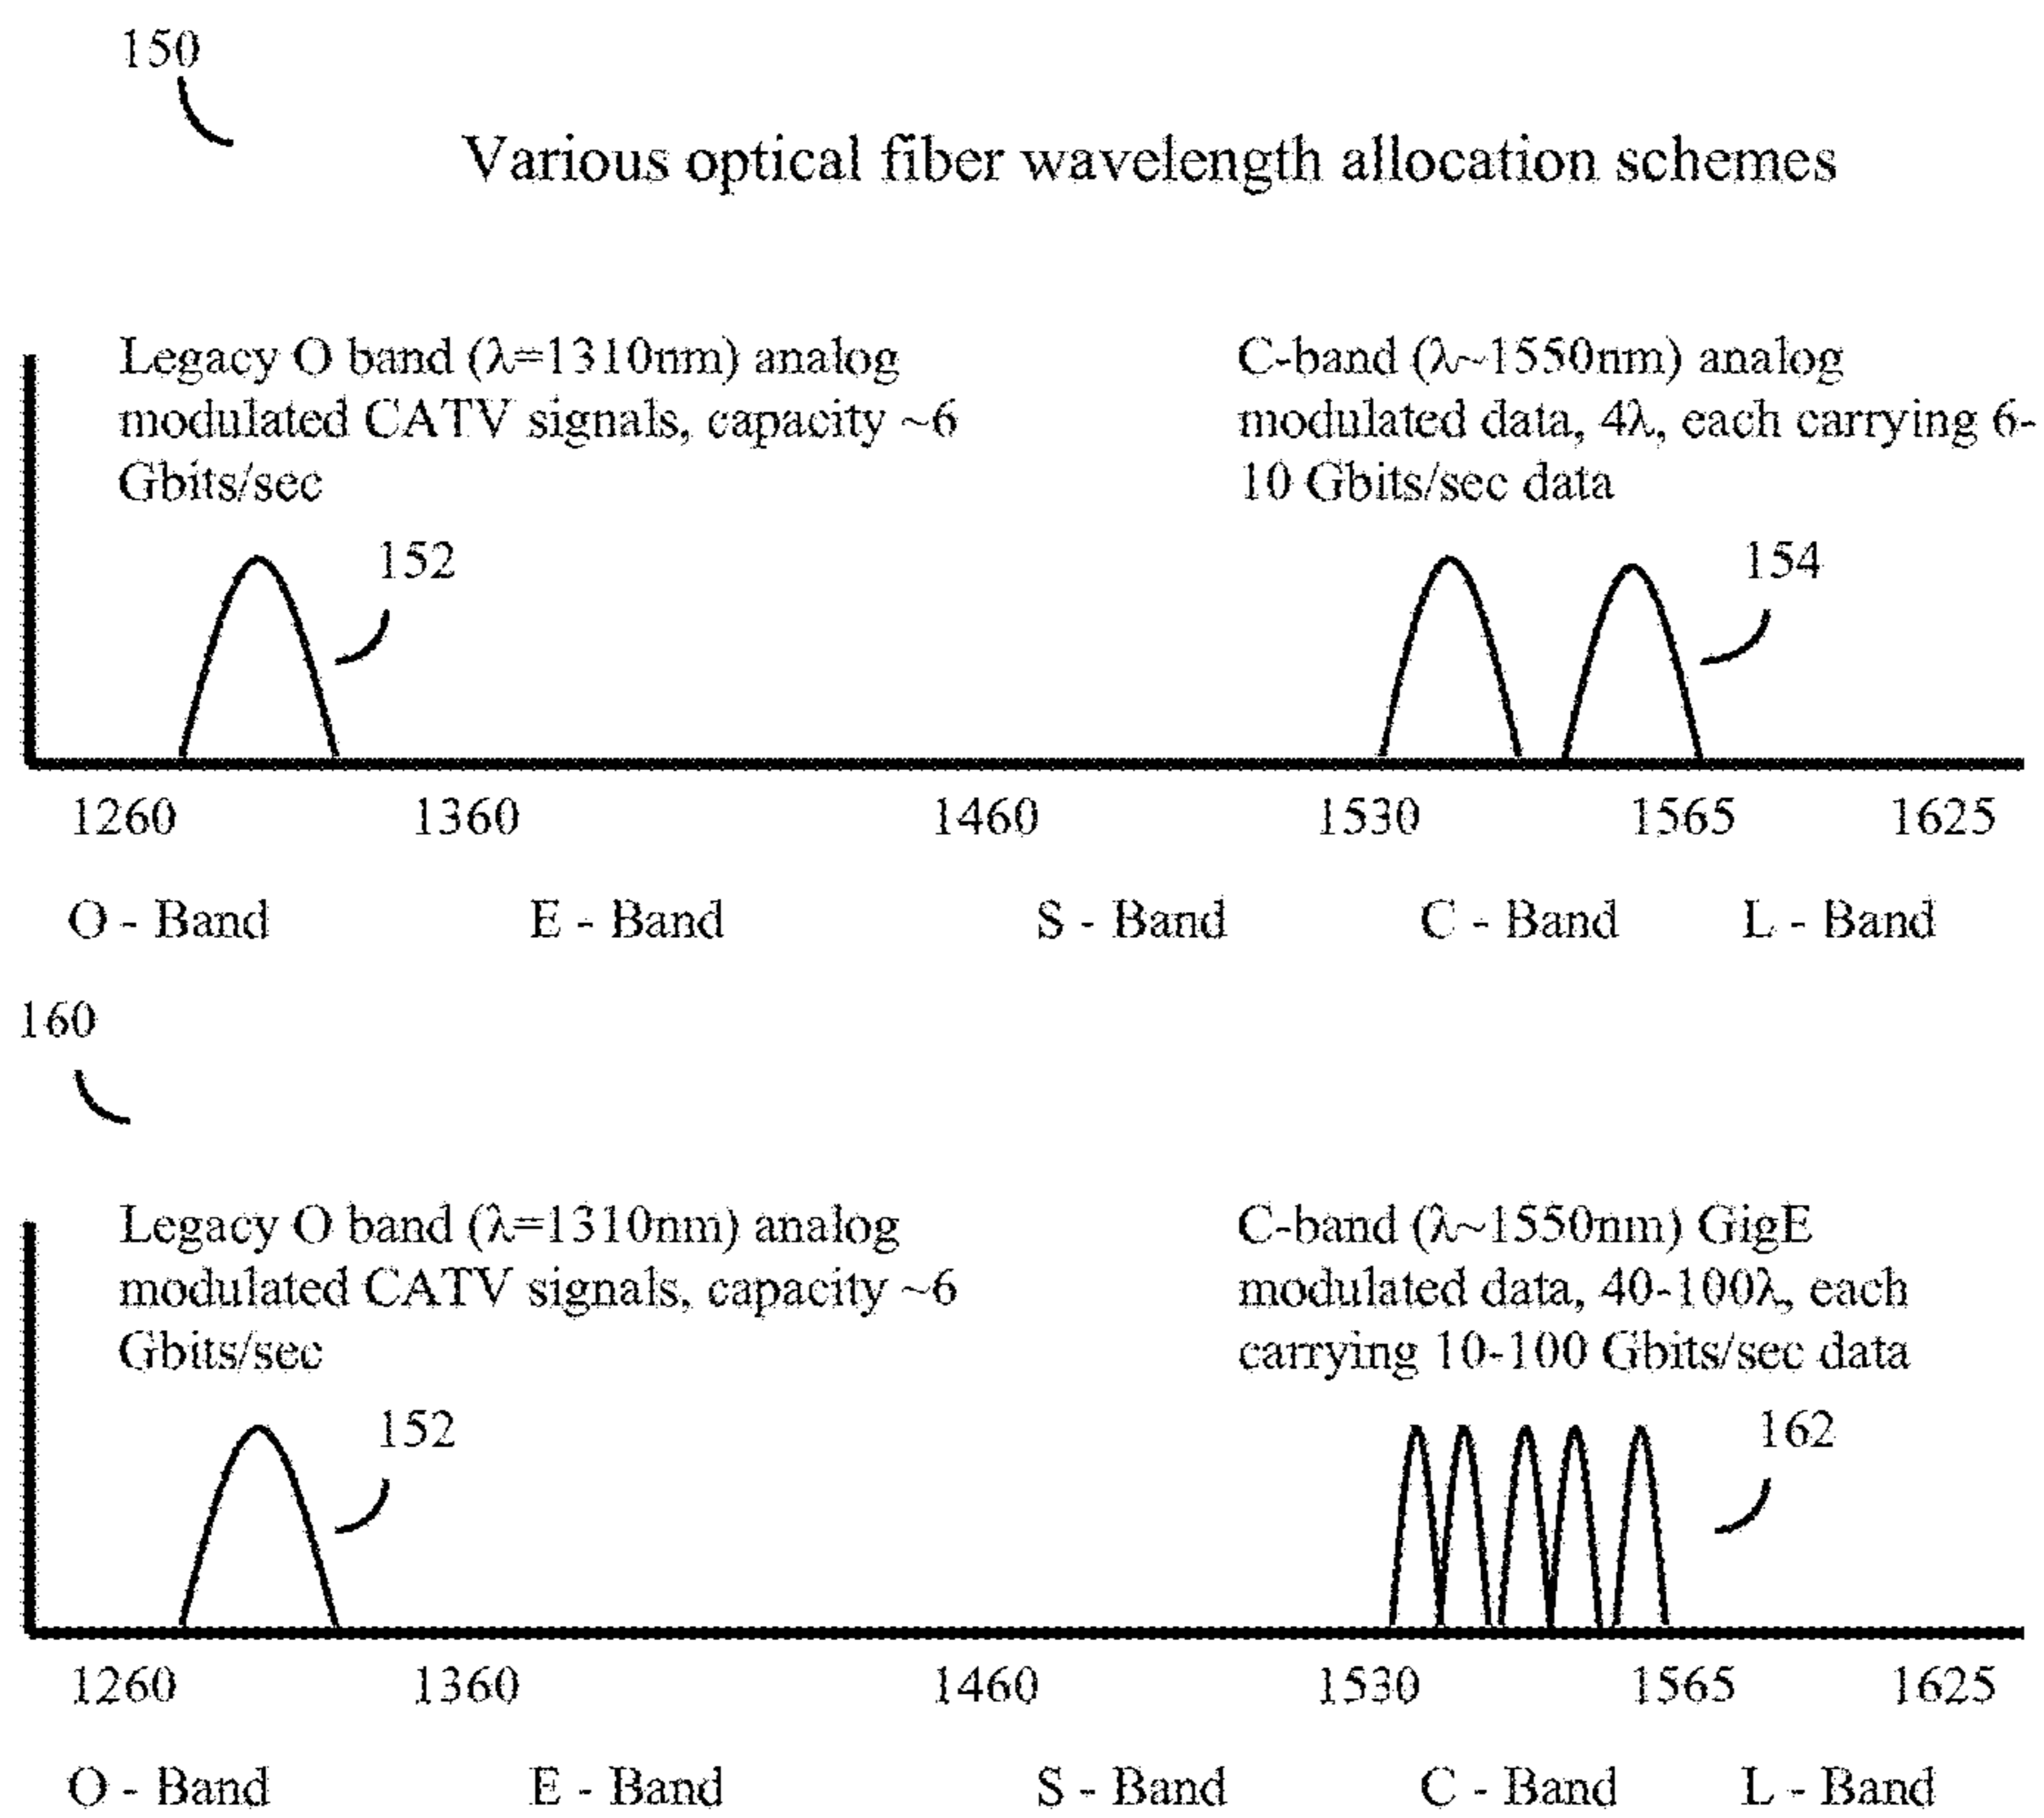 150
Various optical fiber wavelength allocation schemes
Legacy O band (λ=1310nm) analog
modulated CATV signals, capacity ~6
Gbits/sec
C-band (λ~1550nm) analog
modulated data, 4λ, each carrying 6-
10 Gbits/sec data
152
154
1260 1360 1460 1530 1565 1625
O - Band E - Band S - Band C - Band L - Band
160
Legacy O band (λ=1310nm) analog
modulated CATV signals, capacity ~6
Gbits/sec
C-band (λ~1550nm) GigE
modulated data, 40-100λ, each
carrying 10-100 Gbits/sec data
152
162
1260 1360 1460 1530 1565 1625
O - Band E - Band S - Band C - Band L - Band